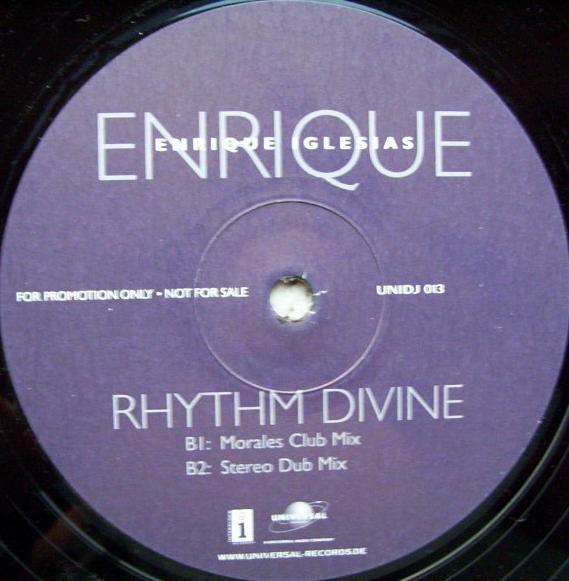 ENRIQUE
ENRIQUE IGLESIAS
FOR PROMOTION ONLY - NOT FOR SALE
UNIDJ 013
RHYTHM DIVINE
B1: Morales Club Mix
B2: Stereo Dub Mix
1
UNIVERSAL
WWW.UNIVERSAL-RECORDS.DE